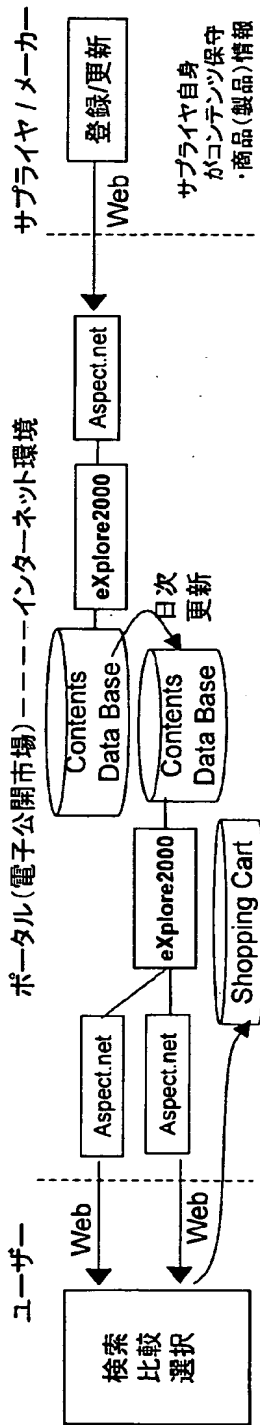 ユーザー
ポータル(電子公開市場)ーーーーインターネット環境
サプライヤ/メーカー
検索
比較
選択
Web
Web
Aspect.net
Aspect.net
eXplore2000
Contents
Data Base
Contents
Data Base
日次
更新
eXplore2000
Aspect.net
Web
登録/更新
Shopping Cart
サプライヤ自身
がコンテンツ保守
・商品(製品)情報